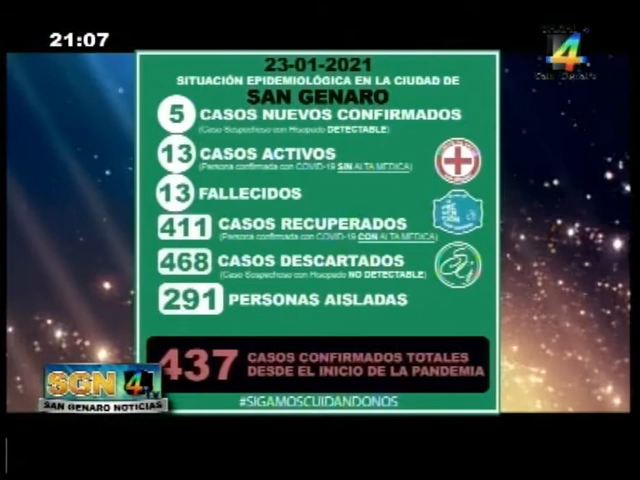 21:07
4
23-01-2021
SITUACIÓN EPIDEMIOLÓGICA EN LA CIUDAD DE
SAN GENARO
5 CASOS NUEVOS CONFIRMADOS
(Caso Sospechoso con Hisopado DETECTABLE)
13 CASOS ACTIVOS
(Persona confirmada con COVID-19 SIN ALTA MEDICA)
13 FALLECIDOS
411 CASOS RECUPERADOS
(Persona confirmada con COVID-19 CON ALTA MEDICA)
468 CASOS DESCARTADOS
(Caso Sospechoso con Hisopado NO DETECTABLE)
291 PERSONAS AISLADAS
437 CASOS CONFIRMADOS TOTALES
DESDE EL INICIO DE LA PANDEMIA
#SIGAMOSCUIDANDONOS
SGN 4
SAN GENARO NOTICIAS